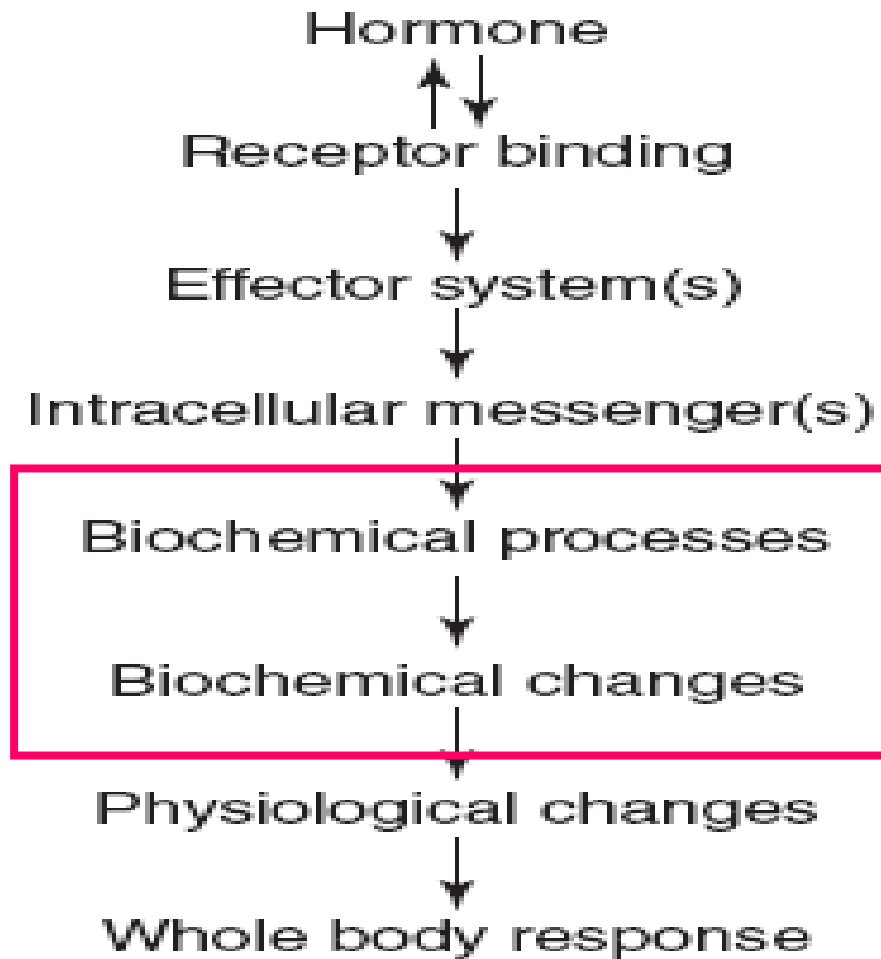 Hormone
Receptor binding
Effector system(s)
Intracellular messenger(s)
Biochemical processes
Biochemical changes
Physiological changes
Whole body response